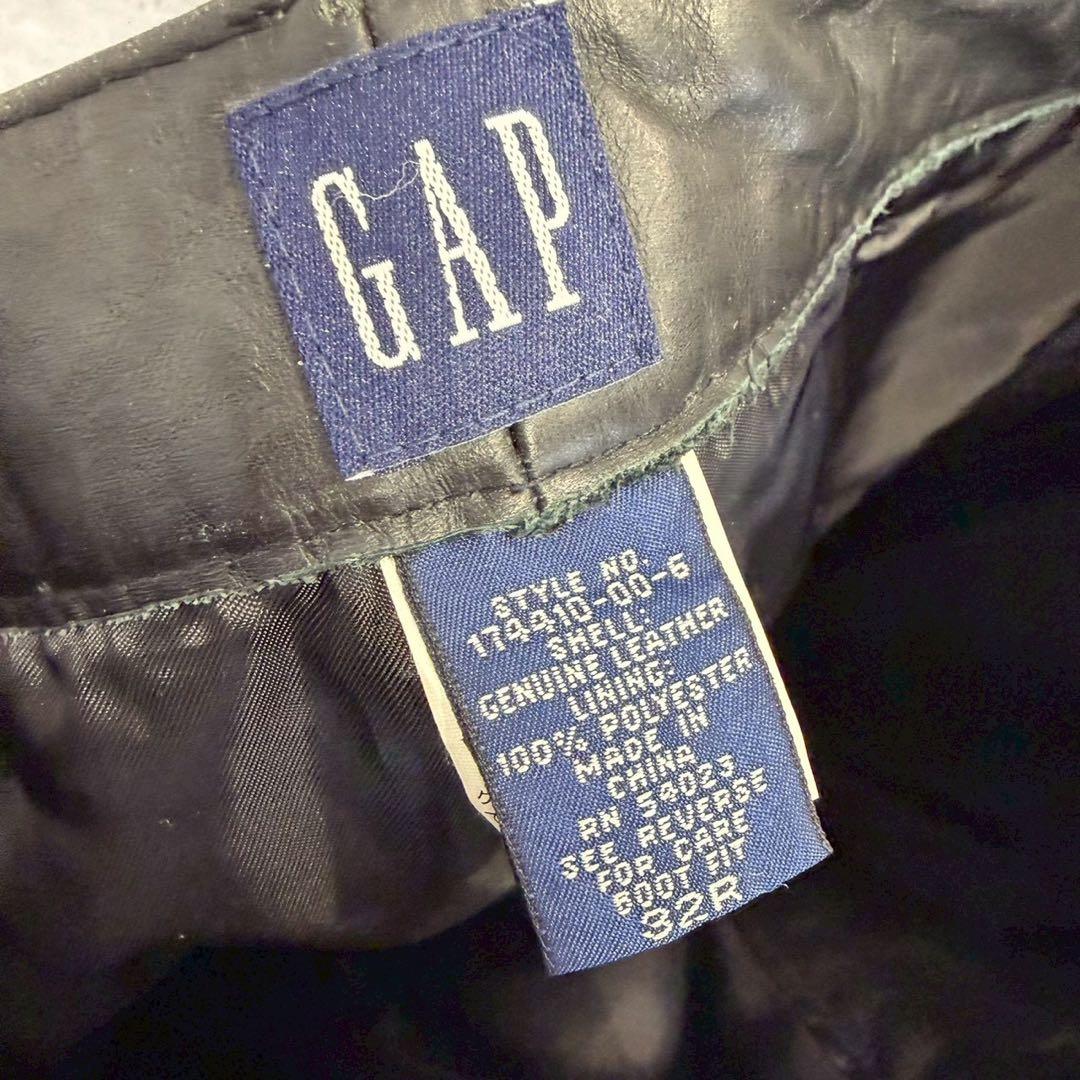 GAP
STYLE NO.
174410-00-6
SHELL:
GENUINE LEATHER
LINING:
100% POLYESTER
MADE IN
CHINA
RN 54023
SEE REVERSE
FOR CARE
BOOT FIT
32R